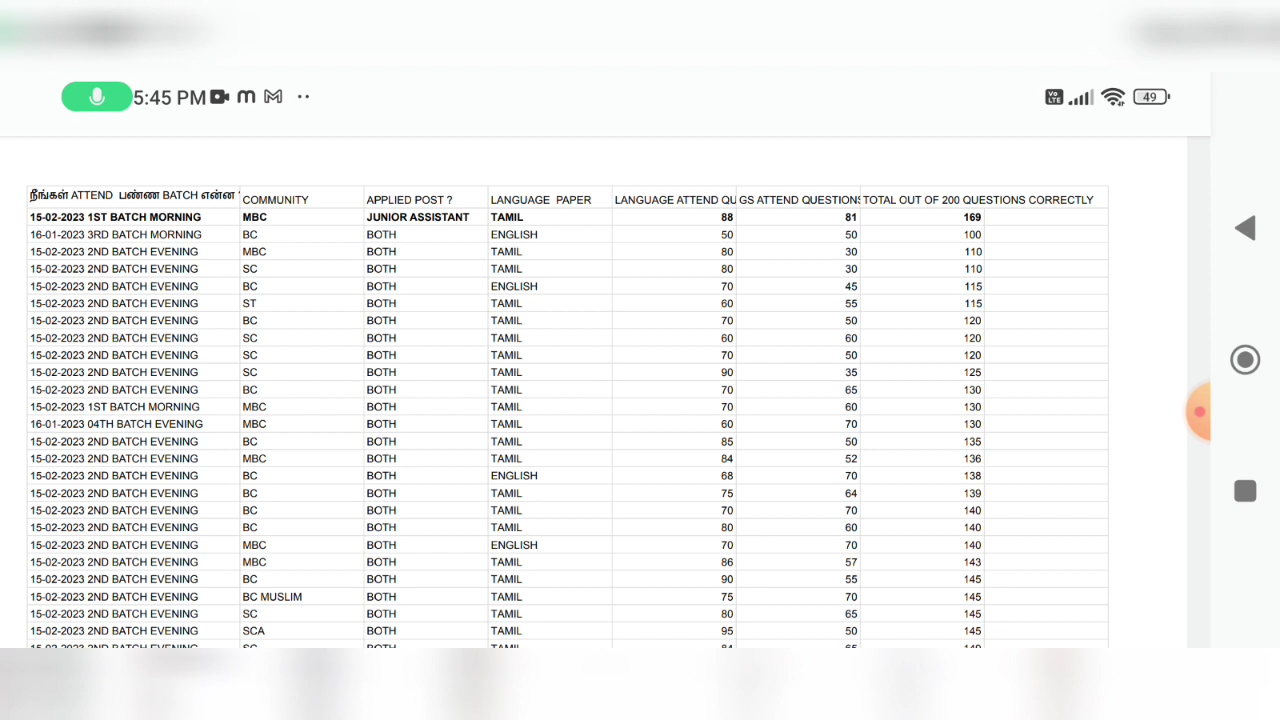 5:45 PM
49
நீங்கள் ATTEND பண்ண BATCH என்ன COMMUNITY APPLIED POST ? LANGUAGE PAPER LANGUAGE ATTEND QU GS ATTEND QUESTIONS TOTAL OUT OF 200 QUESTIONS CORRECTLY
15-02-2023 1ST BATCH MORNING MBC JUNIOR ASSISTANT TAMIL 88 81 169
16-01-2023 3RD BATCH MORNING BC BOTH ENGLISH 50 50 100
15-02-2023 2ND BATCH EVENING MBC BOTH TAMIL 80 30 110
15-02-2023 2ND BATCH EVENING SC BOTH TAMIL 80 30 110
15-02-2023 2ND BATCH EVENING BC BOTH ENGLISH 70 45 115
15-02-2023 2ND BATCH EVENING ST BOTH TAMIL 60 55 115
15-02-2023 2ND BATCH EVENING BC BOTH TAMIL 70 50 120
15-02-2023 2ND BATCH EVENING SC BOTH TAMIL 60 60 120
15-02-2023 2ND BATCH EVENING SC BOTH TAMIL 70 50 120
15-02-2023 2ND BATCH EVENING SC BOTH TAMIL 90 35 125
15-02-2023 2ND BATCH EVENING BC BOTH TAMIL 70 65 130
15-02-2023 1ST BATCH MORNING MBC BOTH TAMIL 70 60 130
16-01-2023 04TH BATCH EVENING MBC BOTH TAMIL 60 70 130
15-02-2023 2ND BATCH EVENING BC BOTH TAMIL 85 50 135
15-02-2023 2ND BATCH EVENING MBC BOTH TAMIL 84 52 136
15-02-2023 2ND BATCH EVENING BC BOTH ENGLISH 68 70 138
15-02-2023 2ND BATCH EVENING BC BOTH TAMIL 75 64 139
15-02-2023 2ND BATCH EVENING BC BOTH TAMIL 70 70 140
15-02-2023 2ND BATCH EVENING BC BOTH TAMIL 80 60 140
15-02-2023 2ND BATCH EVENING MBC BOTH ENGLISH 70 70 140
15-02-2023 2ND BATCH EVENING MBC BOTH TAMIL 86 57 143
15-02-2023 2ND BATCH EVENING BC BOTH TAMIL 90 55 145
15-02-2023 2ND BATCH EVENING BC MUSLIM BOTH TAMIL 75 70 145
15-02-2023 2ND BATCH EVENING SC BOTH TAMIL 80 65 145
15-02-2023 2ND BATCH EVENING SCA BOTH TAMIL 95 50 145